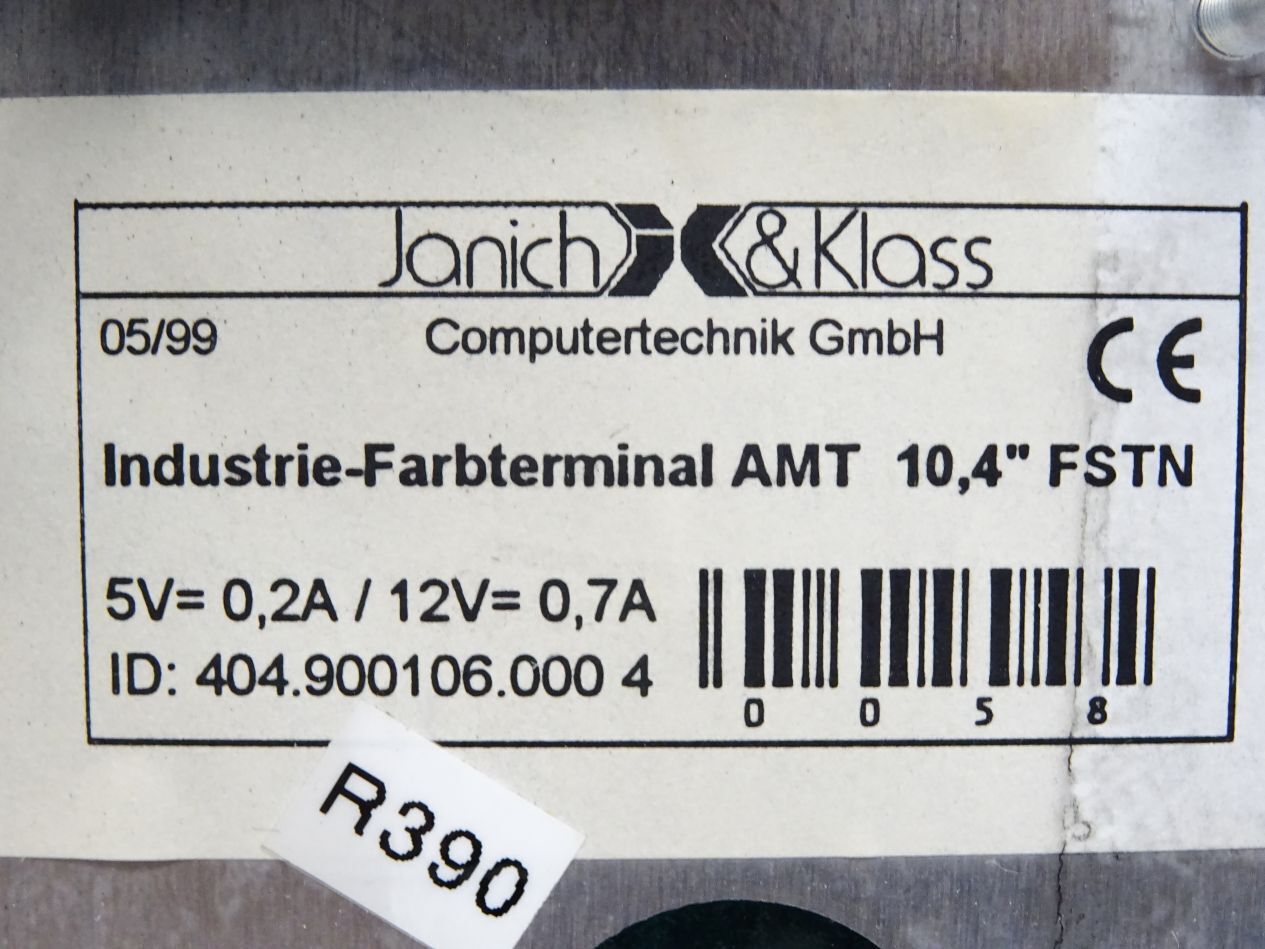 Janich & Klass
05/99 Computertechnik GmbH CE
Industrie-Farbterminal AMT 10,4" FSTN
5V= 0,2A / 12V= 0,7A
ID: 404.900106.000 4
0 0 5 8
R390